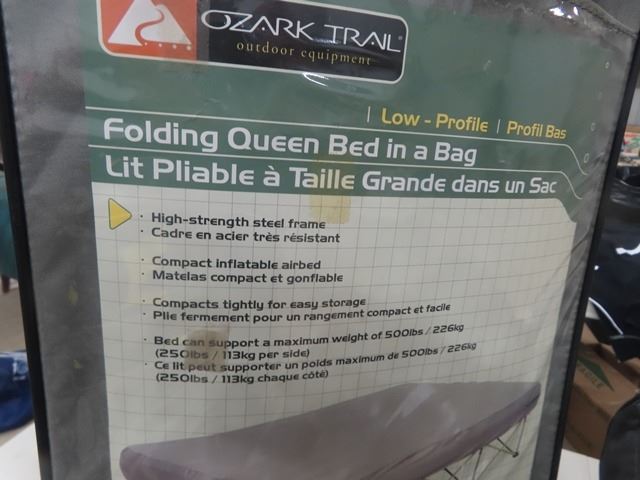 OZARK TRAIL
outdoor equipment
Low - Profile | Profil Bas
Folding Queen Bed in a Bag
Lit Pliable à Taille Grande dans un Sac
· High-strength steel frame
· Cadre en acier très résistant
· Compact inflatable airbed
· Matelas compact et gonflable
· Compacts tightly for easy storage
· Plie fermement pour un rangement compact et facile
· Bed can support a maximum weight of 500lbs / 226kg
(250lbs / 113kg per side)
· Ce lit peut supporter un poids maximum de 500lbs / 226kg
(250lbs / 113kg chaque côté)